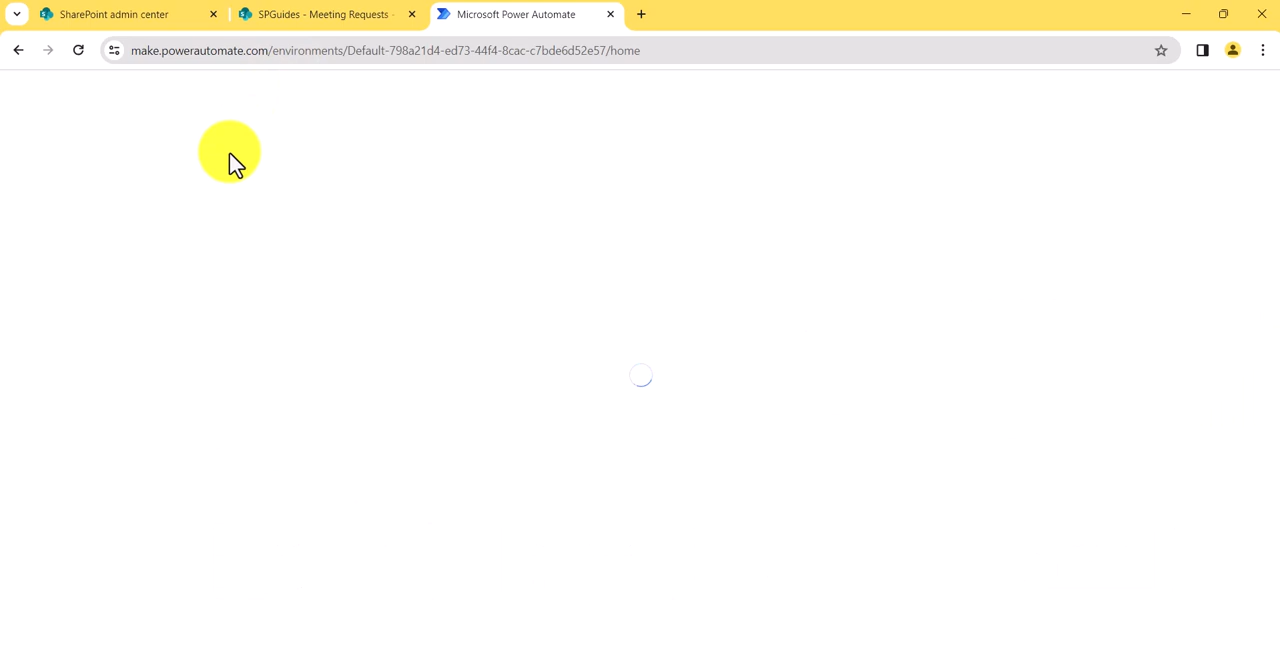 SharePoint admin center
SPGuides - Meeting Requests -
Microsoft Power Automate
make.powerautomate.com/environments/Default-798a21d4-ed73-44f4-8cac-c7bde6d52e57/home